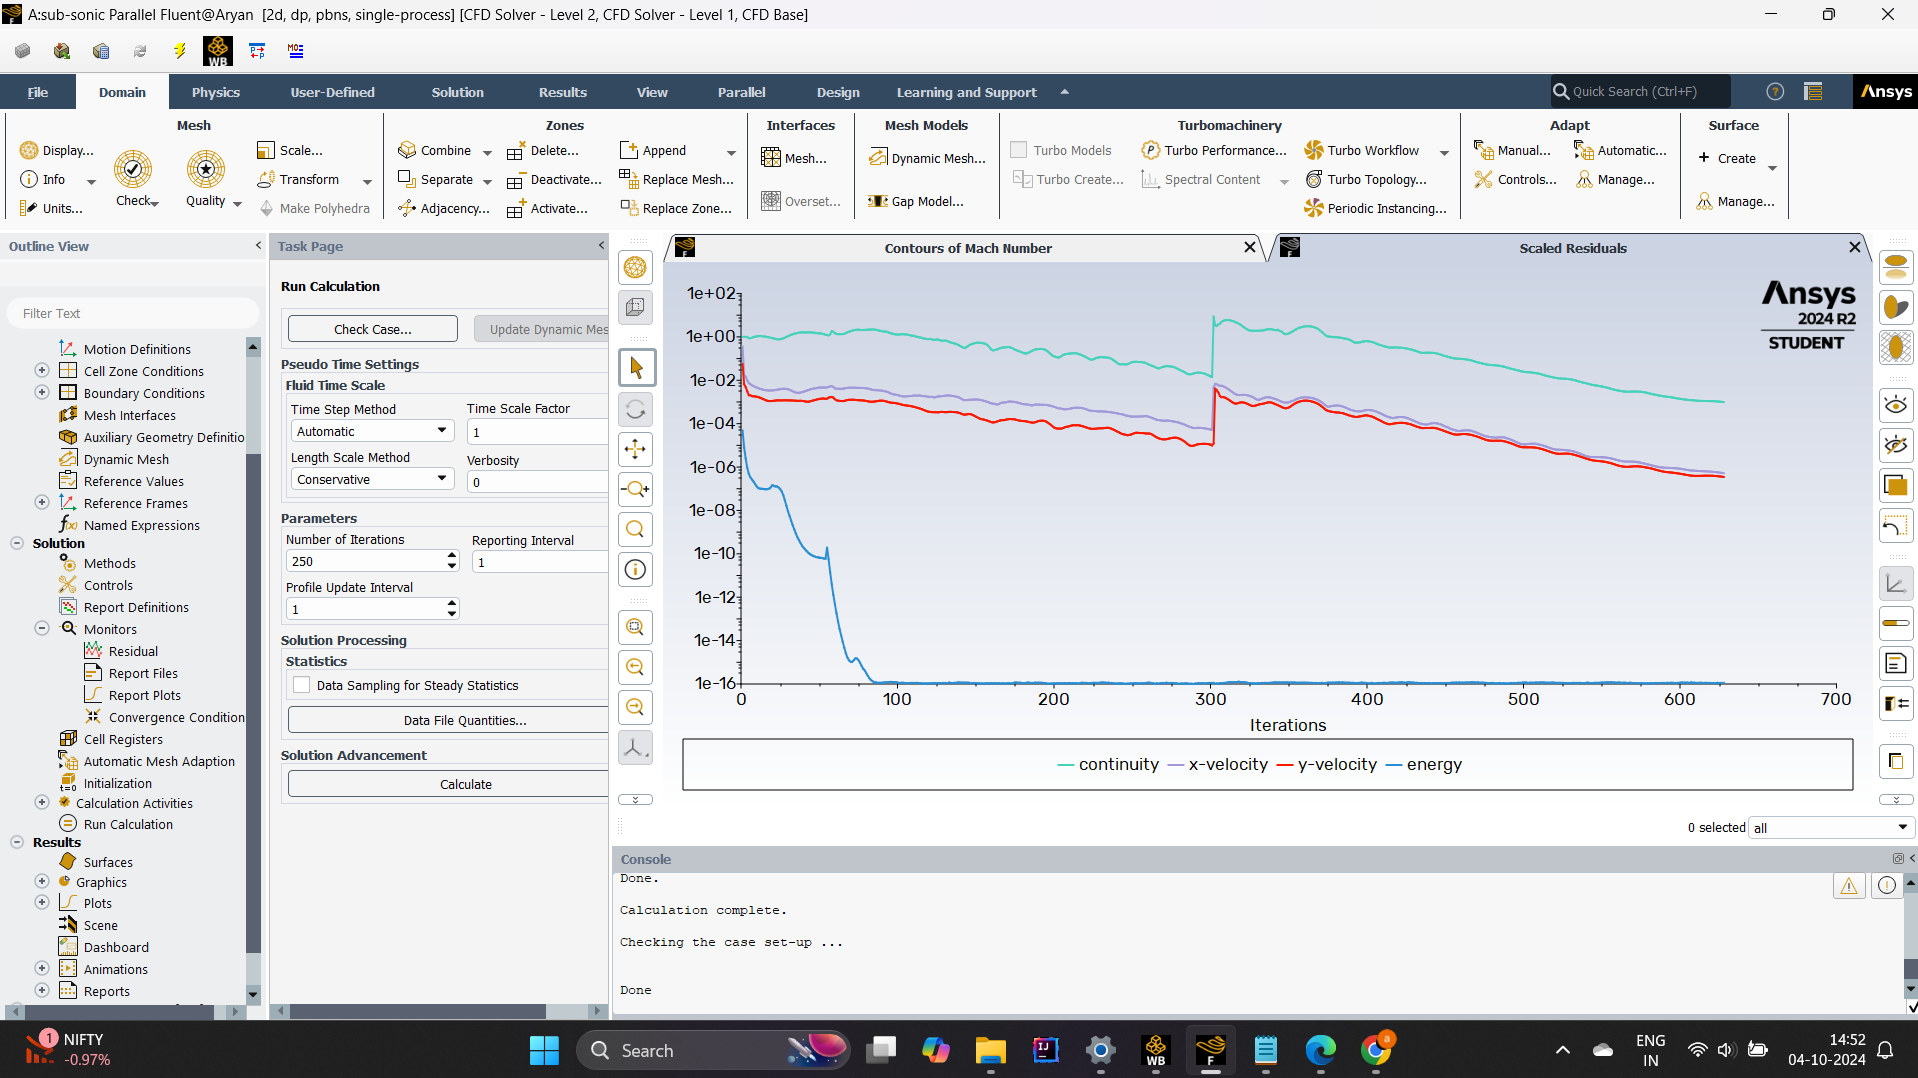 A:sub-sonic Parallel Fluent@Aryan [2d, dp, pbns, single-process] [CFD Solver - Level 2, CFD Solver - Level 1, CFD Base]
WB
File Domain Physics User-Defined Solution Results View Parallel Design Learning and Support Quick Search (Ctrl+F) Ansys
Mesh
Display...
Info
Units...
Check
Quality
Scale...
Transform
Make Polyhedra
Zones
Combine
Separate
Adjacency...
Delete...
Deactivate...
Activate...
Append
Replace Mesh...
Replace Zone...
Interfaces
Mesh...
Overset...
Mesh Models
Dynamic Mesh...
Gap Model...
Turbomachinery
Turbo Models
Turbo Create...
Turbo Performance...
Spectral Content
Turbo Workflow
Turbo Topology...
Periodic Instancing...
Adapt
Manual...
Controls...
Automatic...
Manage...
Surface
Create
Manage...
Outline View
Filter Text
Motion Definitions
Cell Zone Conditions
Boundary Conditions
Mesh Interfaces
Auxiliary Geometry Definitio
Dynamic Mesh
Reference Values
Reference Frames
Named Expressions
Solution
Methods
Controls
Report Definitions
Monitors
Residual
Report Files
Report Plots
Convergence Condition
Cell Registers
Automatic Mesh Adaption
Initialization
Calculation Activities
Run Calculation
Results
Surfaces
Graphics
Plots
Scene
Dashboard
Animations
Reports
Task Page
Run Calculation
Check Case...
Update Dynamic Mes
Pseudo Time Settings
Fluid Time Scale
Time Step Method
Time Scale Factor
Automatic
1
Length Scale Method
Verbosity
Conservative
0
Parameters
Number of Iterations
Reporting Interval
250
1
Profile Update Interval
1
Solution Processing
Statistics
Data Sampling for Steady Statistics
Data File Quantities...
Solution Advancement
Calculate
Contours of Mach Number
Scaled Residuals
Ansys
2024 R2
STUDENT
1e+02
1e+00
1e-02
1e-04
1e-06
1e-08
1e-10
1e-12
1e-14
1e-16
0 100 200 300 400 500 600 700
Iterations
continuity x-velocity y-velocity energy
0 selected all
Console
Done.
Calculation complete.
Checking the case set-up ...
Done
1
NIFTY
-0.97%
Search
IJ
WB
a
ENG
IN
14:52
04-10-2024